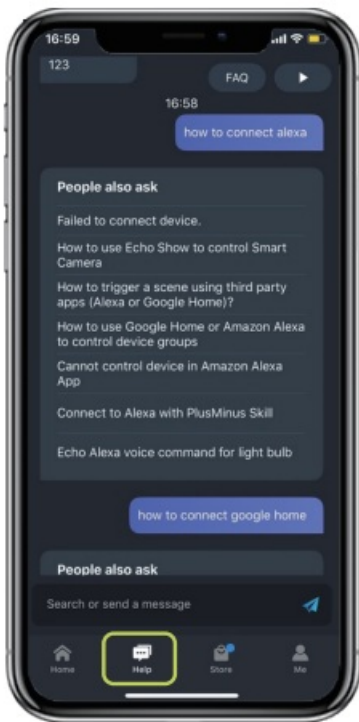 16:59
123
FAQ
16:58
how to connect alexa
People also ask
Failed to connect device.
How to use Echo Show to control Smart
Camera
How to trigger a scene using third party
apps (Alexa or Google Home)?
How to use Google Home or Amazon Alexa
to control device groups
Cannot control device in Amazon Alexa
App
Connect to Alexa with PlusMinus Skill
Echo Alexa voice command for light bulb
how to connect google home
People also ask
Search or send a message
Home
Help
Store
Me